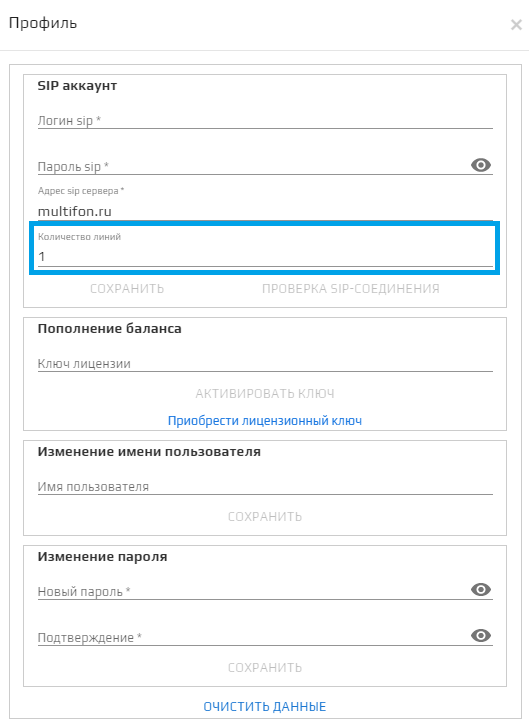 Профиль
SIP аккаунт
Логин sip *
Пароль sip *
Адрес sip сервера *
multifon.ru
Количество линий
1
СОХРАНИТЬ ПРОВЕРКА SIP-СОЕДИНЕНИЯ
Пополнение баланса
Ключ лицензии
АКТИВИРОВАТЬ КЛЮЧ
Приобрести лицензионный ключ
Изменение имени пользователя
Имя пользователя
СОХРАНИТЬ
Изменение пароля
Новый пароль *
Подтверждение *
СОХРАНИТЬ
ОЧИСТИТЬ ДАННЫЕ